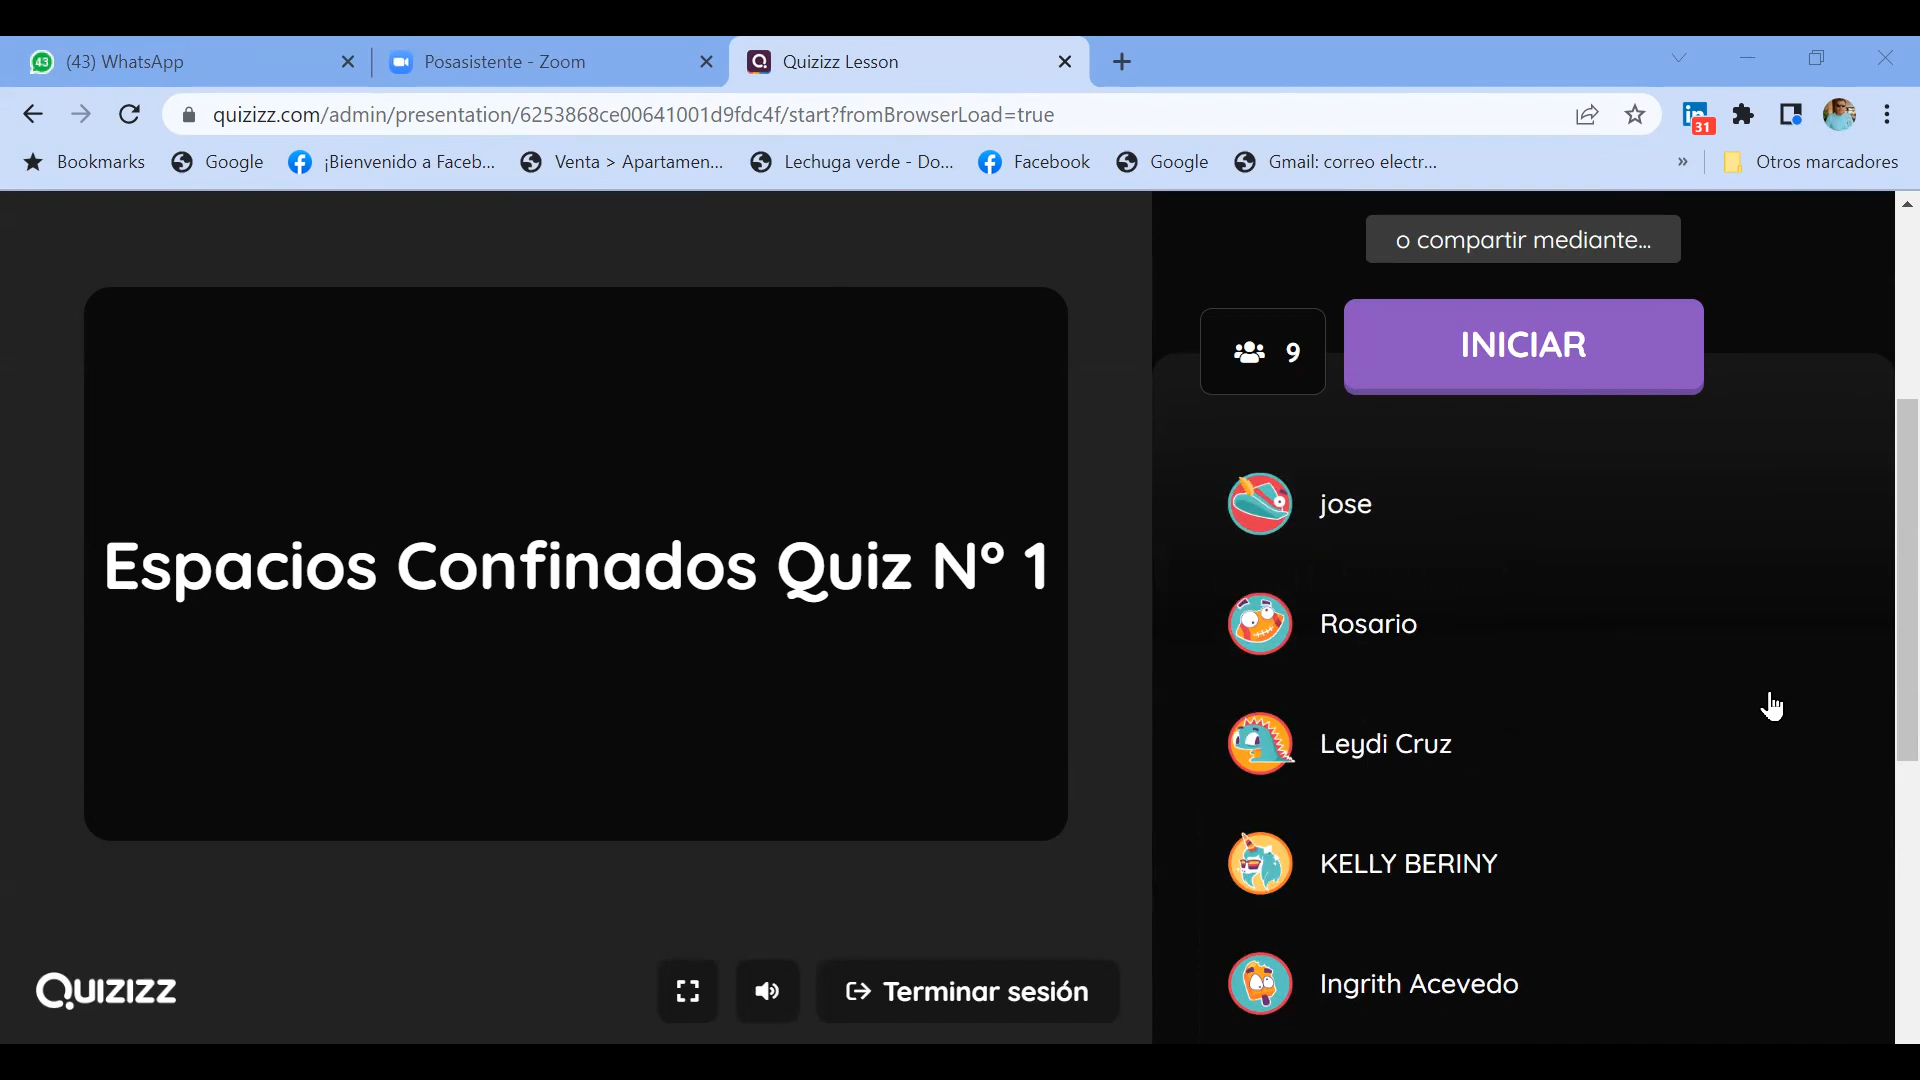 43 (43) WhatsApp
Posasistente - Zoom
Quizizz Lesson
quizizz.com/admin/presentation/6253868ce00641001d9fdc4f/start?fromBrowserLoad=true
in 31
Bookmarks
Google
¡Bienvenido a Faceb...
Venta > Apartamen...
Lechuga verde - Do...
Facebook
Google
Gmail: correo electr...
»
Otros marcadores
o compartir mediante...
9
INICIAR
Espacios Confinados Quiz N° 1
jose
Rosario
Leydi Cruz
KELLY BERINY
Ingrith Acevedo
Quizizz
Terminar sesión